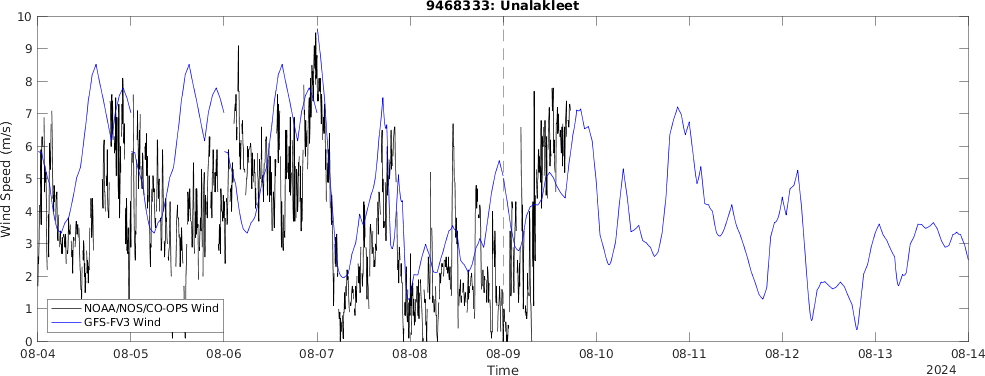 9468333: Unalakleet
10
9
8
7
6
5
4
3
2
1
0
Wind Speed (m/s)
NOAA/NOS/CO-OPS Wind
GFS-FV3 Wind
08-04 08-05 08-06 08-07 08-08 08-09 08-10 08-11 08-12 08-13 08-14
Time
2024